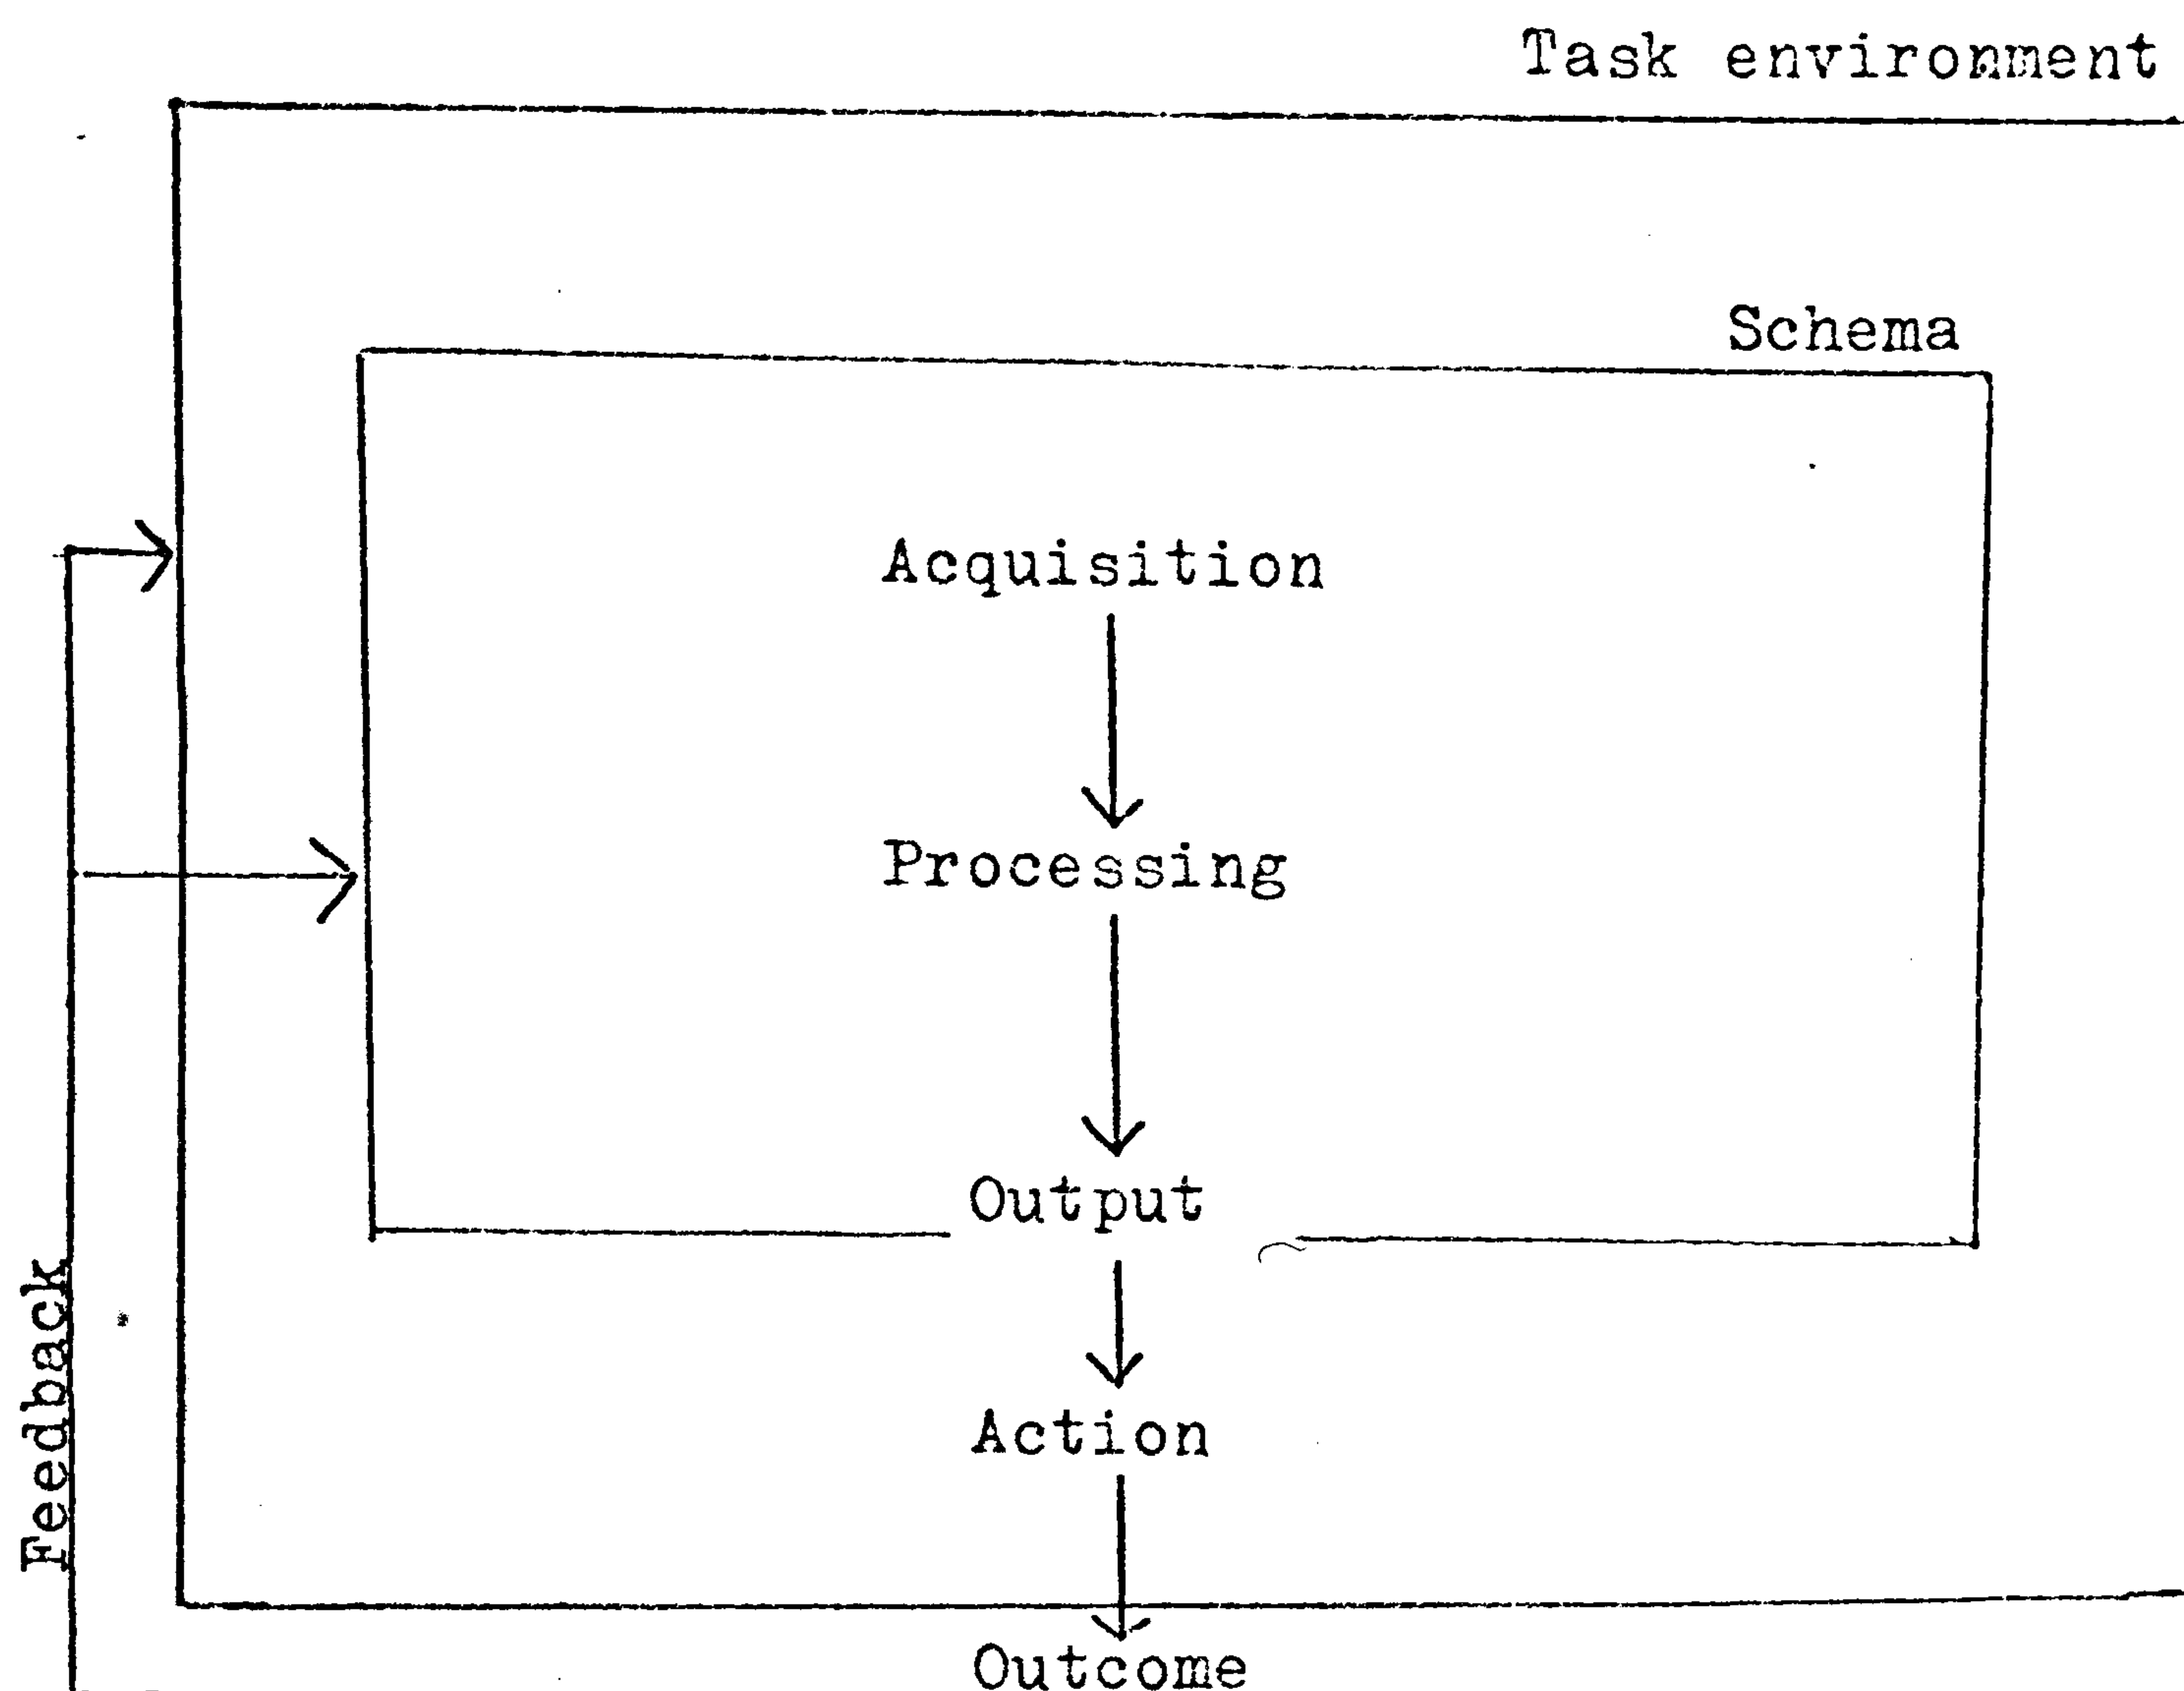 Task environment
Schema
Acquisition
Processing
Output
Feedback
Action
Outcome